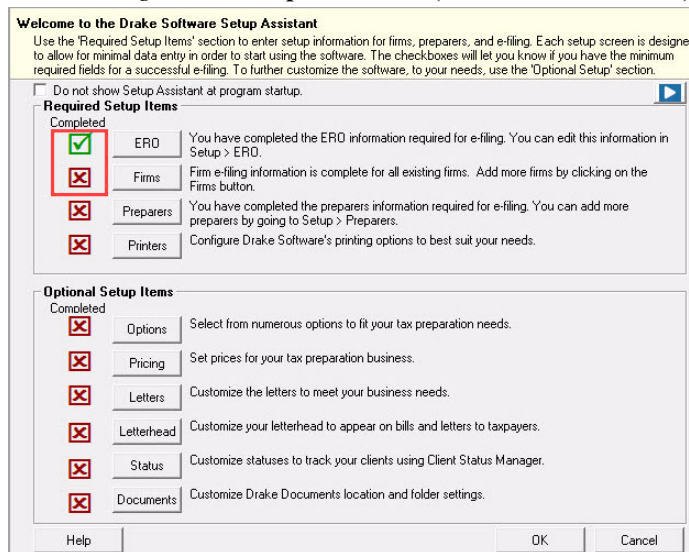 Welcome to the Drake Software Setup Assistant
Use the 'Required Setup Items' section to enter setup information for firms, preparers, and e-filing. Each setup screen is designe
to allow for minimal data entry in order to start using the software. The checkboxes will let you know if you have the minimum
required fields for a successful e-filing. To further customize the software, to your needs, use the 'Optional Setup' section.
Do not show Setup Assistant at program startup.
Required Setup Items
Completed
ERO
You have completed the ERO information required for e-filing. You can edit this information in
Setup > ERO.
Firms
Firm e-filing information is complete for all existing firms. Add more firms by clicking on the
Firms button.
Preparers
You have completed the preparers information required for e-filing. You can add more
preparers by going to Setup > Preparers.
Printers
Configure Drake Software's printing options to best suit your needs.
Optional Setup Items
Completed
Options
Select from numerous options to fit your tax preparation needs.
Pricing
Set prices for your tax preparation business.
Letters
Customize the letters to meet your business needs.
Letterhead
Customize your letterhead to appear on bills and letters to taxpayers.
Status
Customize statuses to track your clients using Client Status Manager.
Documents
Customize Drake Documents location and folder settings.
Help
OK
Cancel